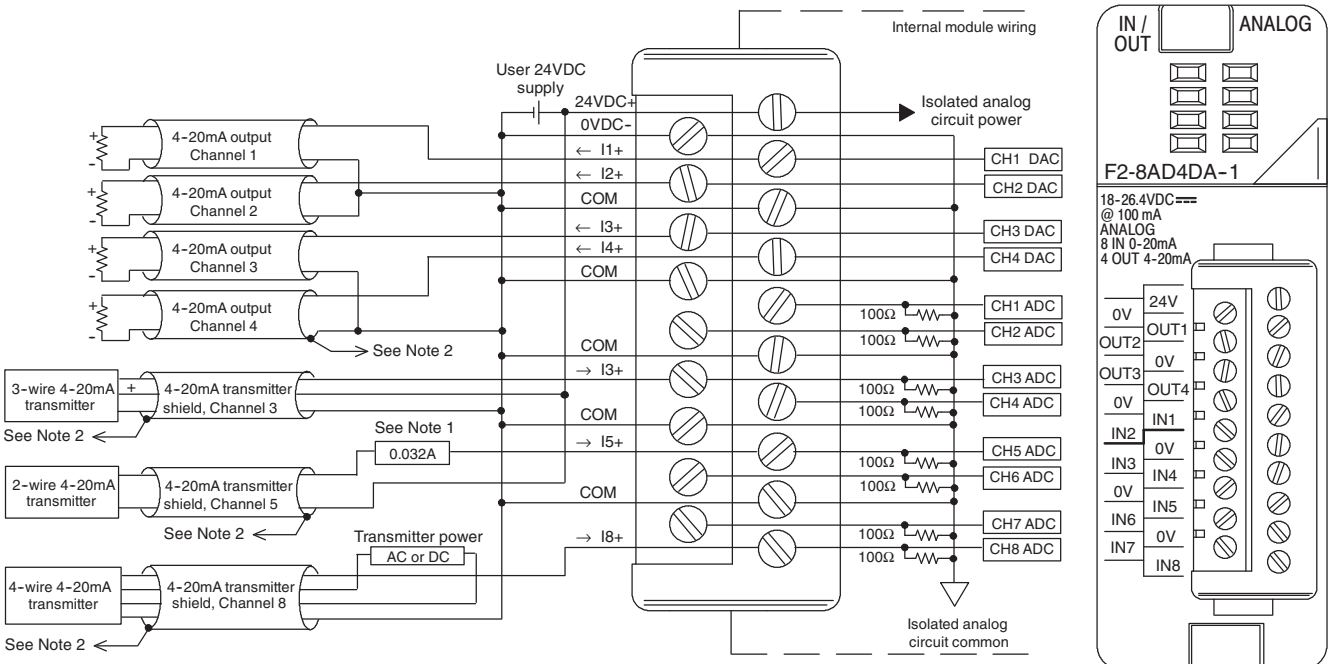 Internal module wiring
User 24VDC
supply
24VDC+
0VDC-
Isolated analog
circuit power
+
4-20mA output
Channel 1
-
← I1+
CH1 DAC
+
4-20mA output
Channel 2
-
← I2+
CH2 DAC
COM
+
4-20mA output
Channel 3
-
← I3+
CH3 DAC
← I4+
CH4 DAC
COM
+
4-20mA output
Channel 4
-
See Note 2
100Ω
CH1 ADC
100Ω
CH2 ADC
COM
→ I3+
3-wire 4-20mA
transmitter
+
4-20mA transmitter
shield, Channel 3
See Note 2
100Ω
CH3 ADC
100Ω
CH4 ADC
COM
See Note 1
0.032A
→ I5+
100Ω
CH5 ADC
2-wire 4-20mA
transmitter
4-20mA transmitter
shield, Channel 5
See Note 2
100Ω
CH6 ADC
COM
Transmitter power
AC or DC
→ I8+
100Ω
CH7 ADC
100Ω
CH8 ADC
4-wire 4-20mA
transmitter
4-20mA transmitter
shield, Channel 8
See Note 2
Isolated analog
circuit common
IN /
OUT
ANALOG
F2-8AD4DA-1
18-26.4VDC
@ 100 mA
ANALOG
8 IN 0-20mA
4 OUT 4-20mA
24V
0V
OUT1
OUT2
0V
OUT3
OUT4
0V
IN1
IN2
0V
IN3
IN4
0V
IN5
IN6
0V
IN7
IN8